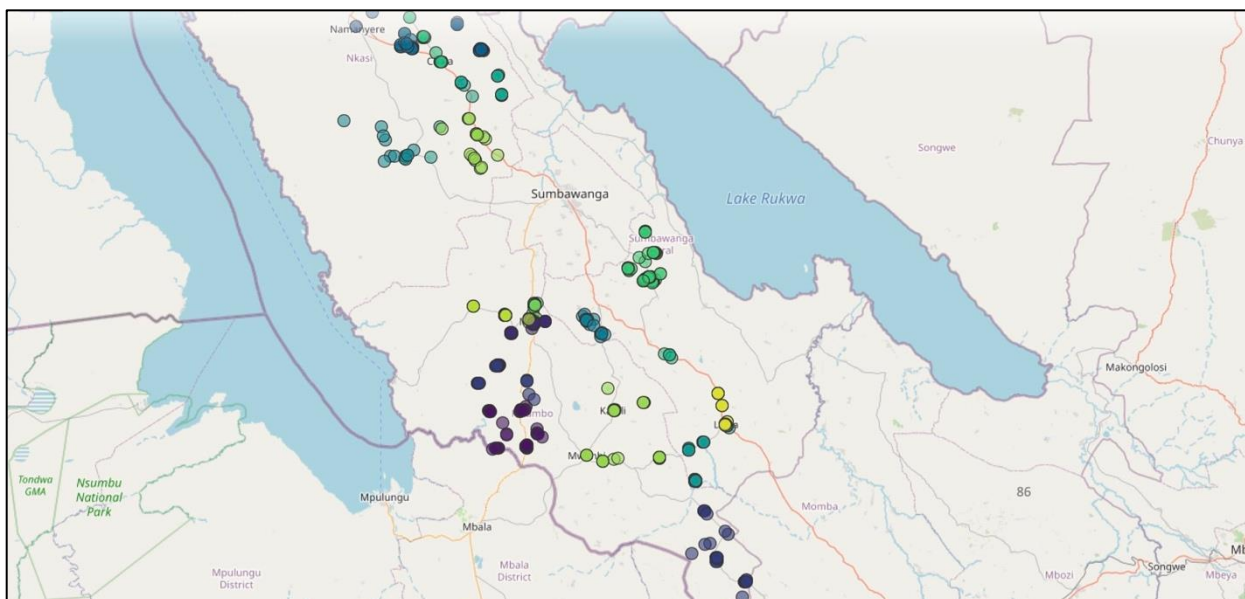 Namanyere
Nkasi
Chunya
Songwe
Sumbawanga
Lake Rukwa
Sumbawanga
Makongolosi
Tondwa
GMA
Nsumbu
National
Park
Mpulungu
86
Momba
Mbala
Mpulungu
District
Mbala
District
Songwe
Mbozi
Mbeya